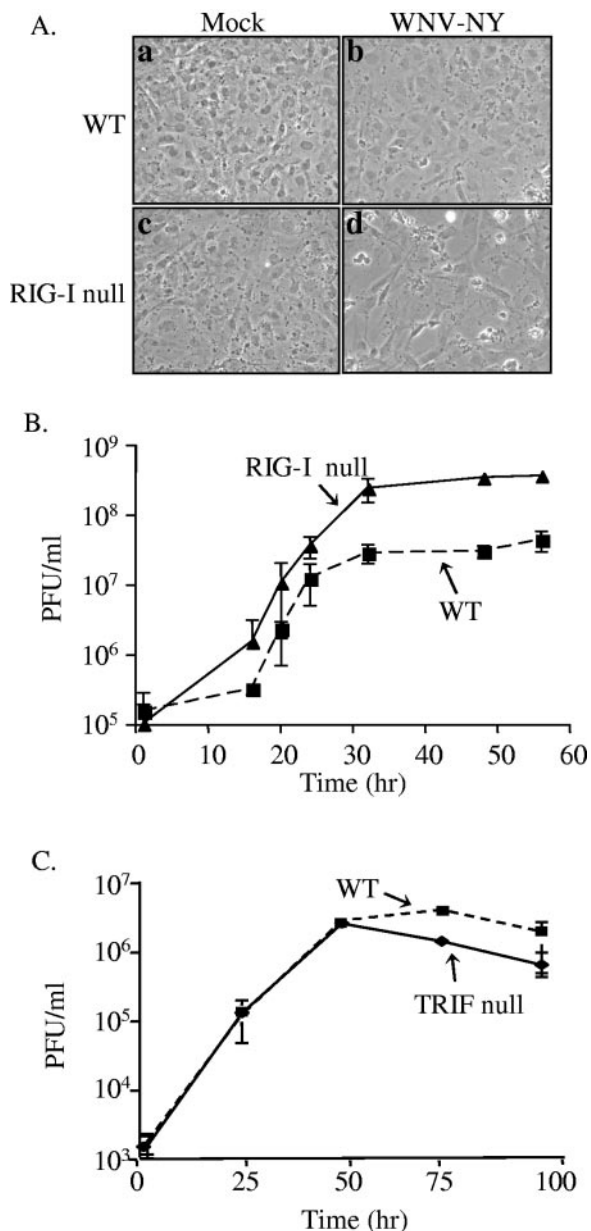 A.
Mock
WNV-NY
a
b
WT
c
d
RIG-I null
B.
10⁹
10⁸
10⁷
10⁶
10⁵
PFU/ml
RIG-I null
WT
0 10 20 30 40 50 60
Time (hr)
C.
10⁷
10⁶
10⁵
10⁴
10³
PFU/ml
WT
TRIF null
0 25 50 75 100
Time (hr)